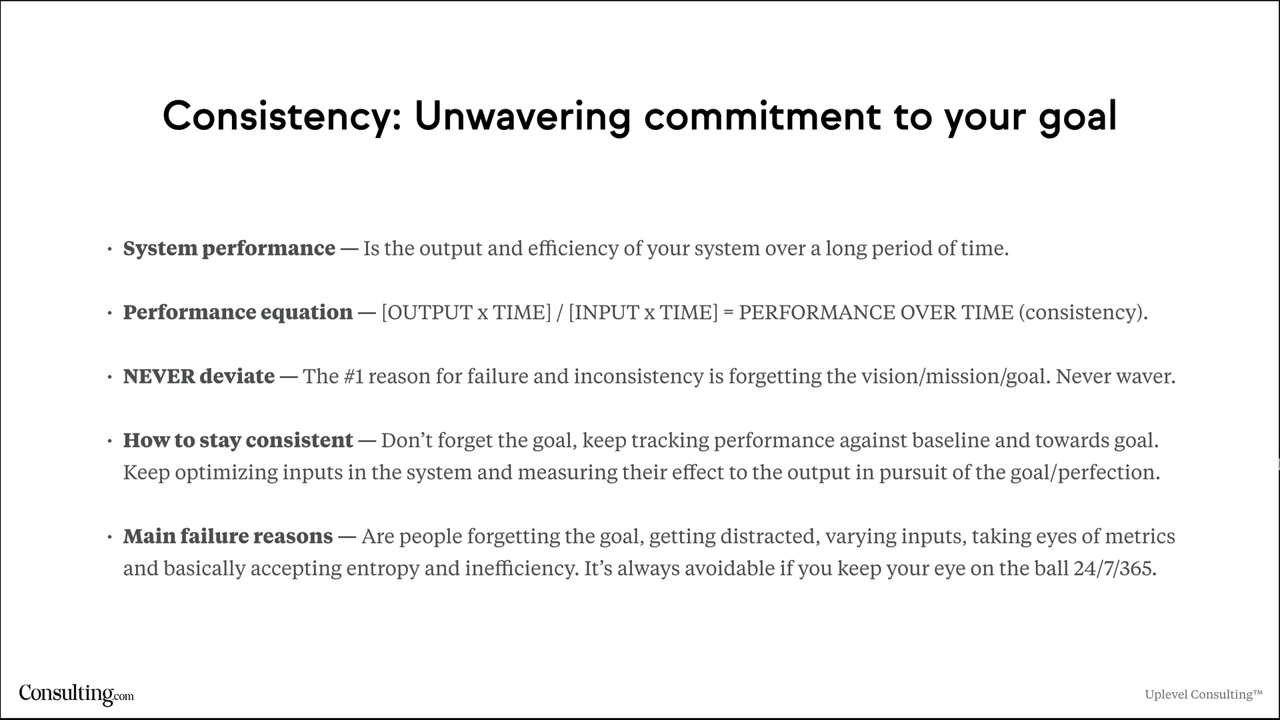 Consistency: Unwavering commitment to your goal
· System performance — Is the output and efficiency of your system over a long period of time.
· Performance equation — [OUTPUT x TIME] / [INPUT x TIME] = PERFORMANCE OVER TIME (consistency).
· NEVER deviate — The #1 reason for failure and inconsistency is forgetting the vision/mission/goal. Never waver.
· How to stay consistent — Don’t forget the goal, keep tracking performance against baseline and towards goal.
Keep optimizing inputs in the system and measuring their effect to the output in pursuit of the goal/perfection.
· Main failure reasons — Are people forgetting the goal, getting distracted, varying inputs, taking eyes of metrics
and basically accepting entropy and inefficiency. It’s always avoidable if you keep your eye on the ball 24/7/365.
Consulting.com
Uplevel Consulting™